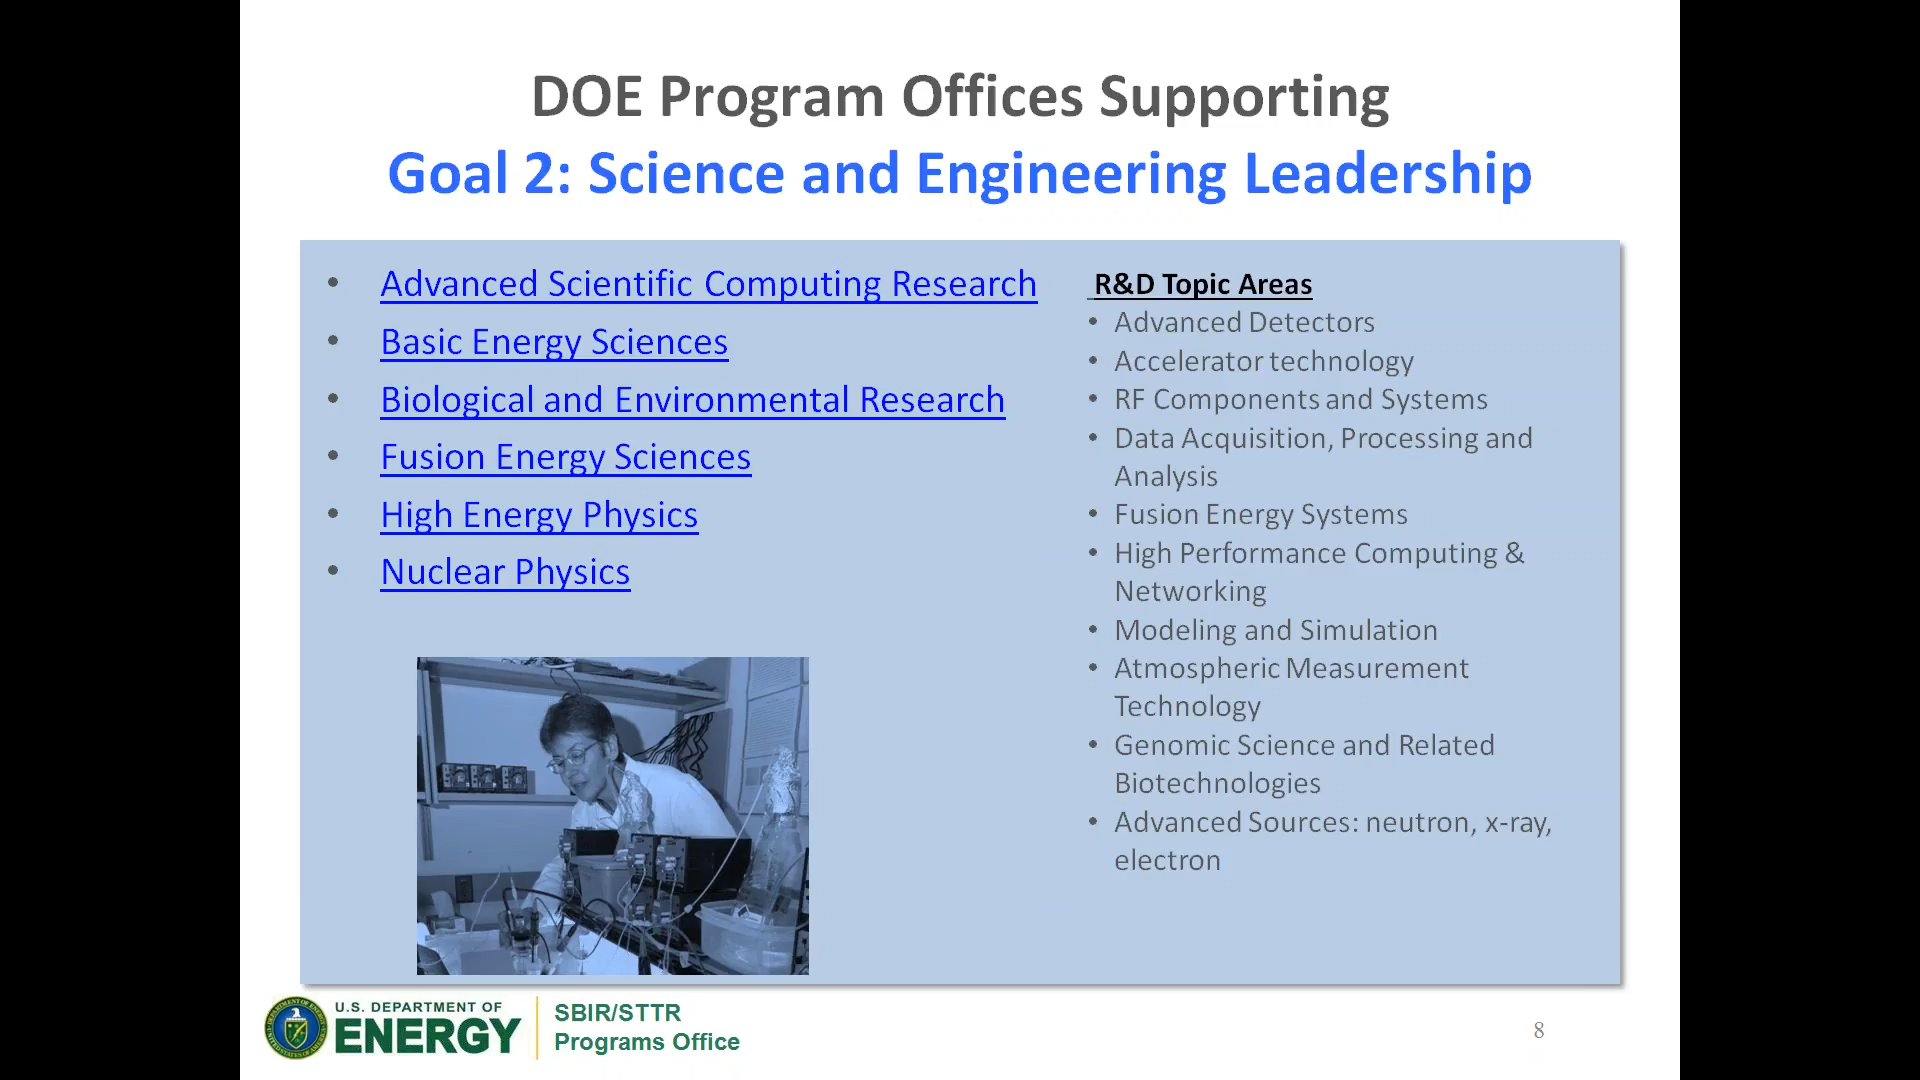 DOE Program Offices Supporting
Goal 2: Science and Engineering Leadership
• Advanced Scientific Computing Research
• Basic Energy Sciences
• Biological and Environmental Research
• Fusion Energy Sciences
• High Energy Physics
• Nuclear Physics
R&D Topic Areas
• Advanced Detectors
• Accelerator technology
• RF Components and Systems
• Data Acquisition, Processing and
Analysis
• Fusion Energy Systems
• High Performance Computing &
Networking
• Modeling and Simulation
• Atmospheric Measurement
Technology
• Genomic Science and Related
Biotechnologies
• Advanced Sources: neutron, x-ray,
electron
U.S. DEPARTMENT OF
ENERGY
SBIR/STTR
Programs Office
8